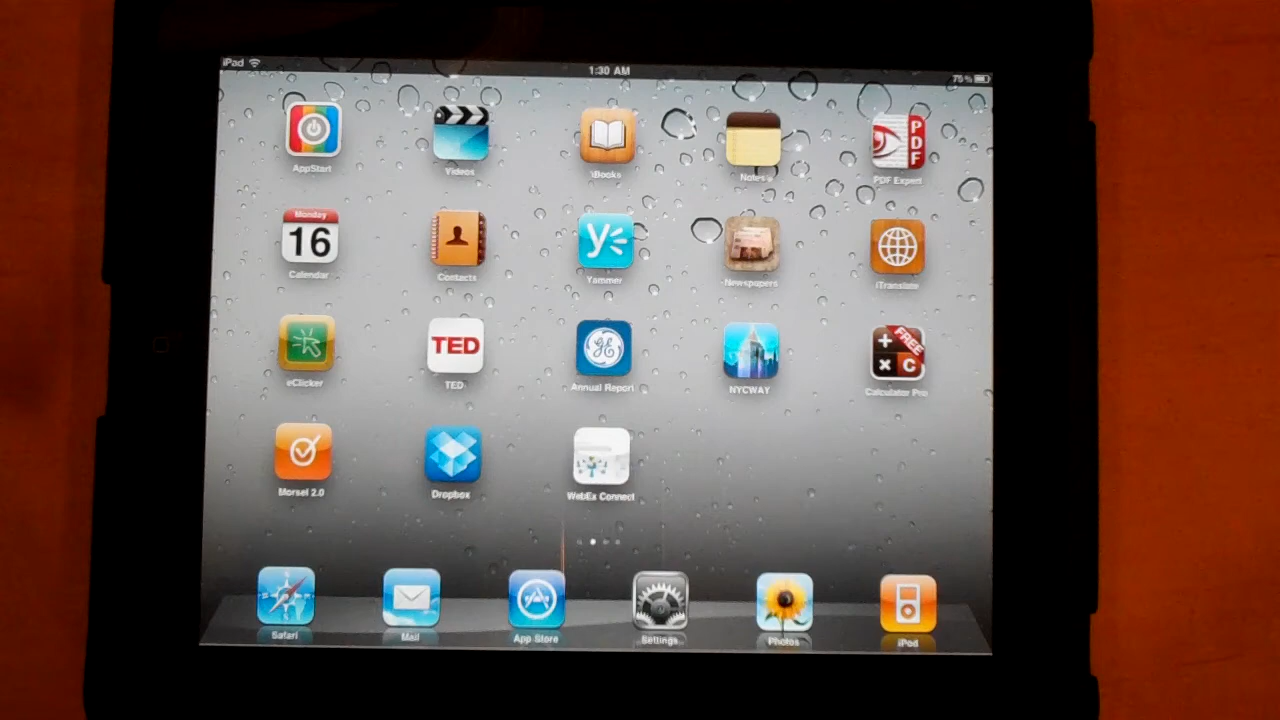 iPad
1:30 AM
75%
AppStart
Videos
iBooks
Notes
PDF
PDF Expert
Monday
16
Calendar
Contacts
y
Yammer
Newspapers
iTranslate
eClicker
TED
TED
GE
Annual Report
NYCWAY
FREE
+
×
C
Calculator Pro
Morsel 2.0
Dropbox
WebEx Connect
Safari
Mail
App Store
Settings
Photos
iPod